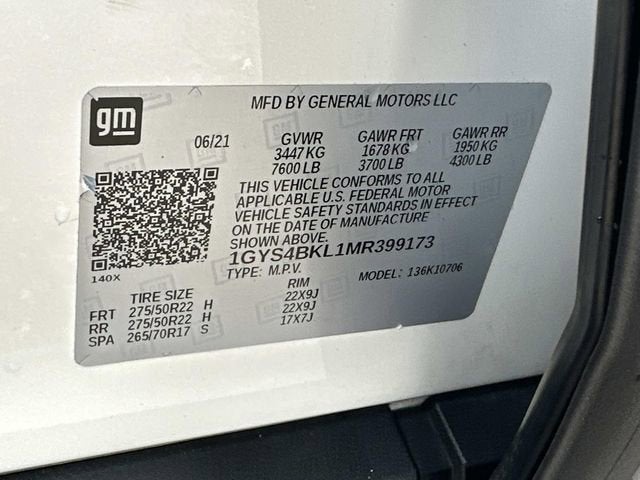 gm
MFD BY GENERAL MOTORS LLC
06/21 GVWR GAWR FRT GAWR RR
3447 KG 1678 KG 1950 KG
7600 LB 3700 LB 4300 LB
THIS VEHICLE CONFORMS TO ALL
APPLICABLE U.S. FEDERAL MOTOR
VEHICLE SAFETY STANDARDS IN EFFECT
ON THE DATE OF MANUFACTURE
SHOWN ABOVE.
1GYS4BKL1MR399173
140X
TYPE: M.P.V. MODEL: 136K10706
TIRE SIZE RIM
FRT 275/50R22 H 22X9J
RR 275/50R22 H 22X9J
SPA 265/70R17 S 17X7J